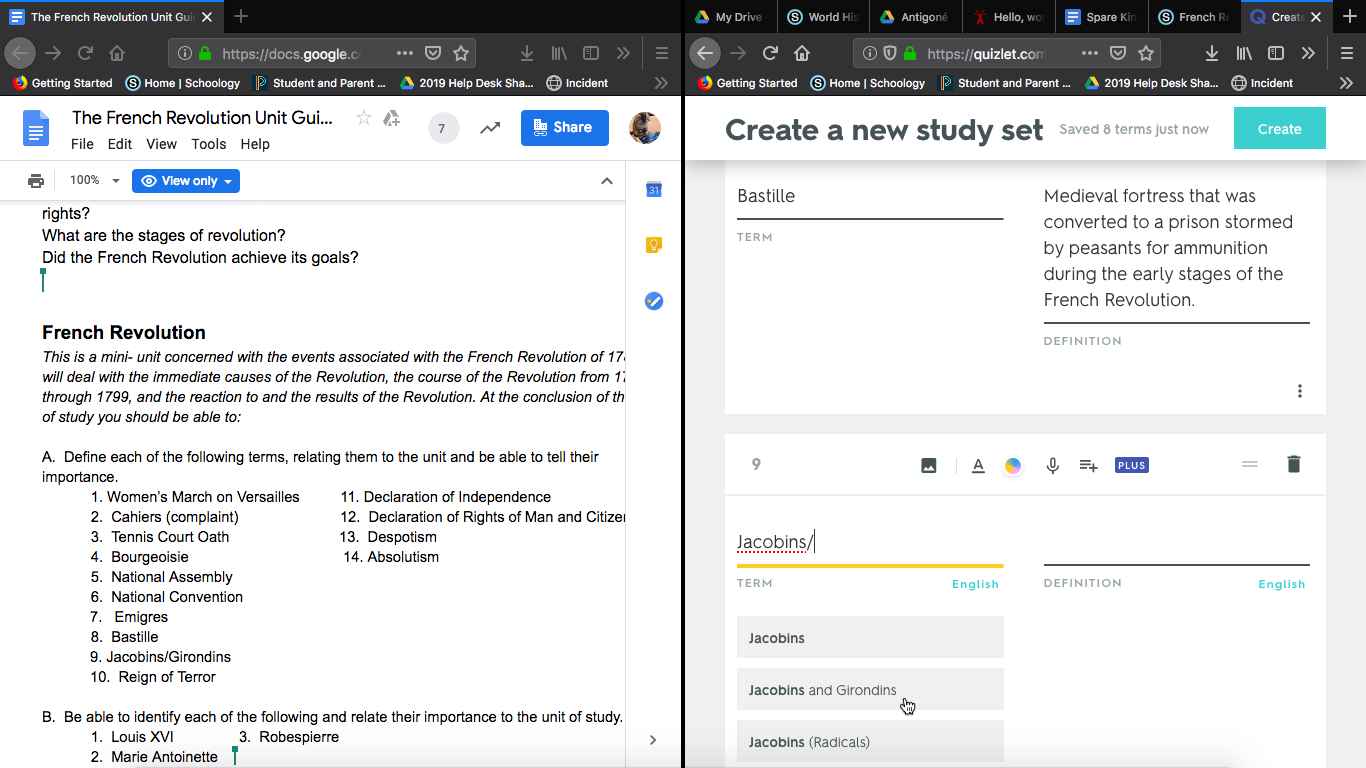 The French Revolution Unit Gui
https://docs.google.c
Getting Started
Home | Schoology
Student and Parent ...
2019 Help Desk Sha...
Incident
The French Revolution Unit Gui...
7
Share
File Edit View Tools Help
100%
View only
31
rights?
What are the stages of revolution?
Did the French Revolution achieve its goals?
French Revolution
This is a mini- unit concerned with the events associated with the French Revolution of
will deal with the immediate causes of the Revolution, the course of the Revolution from
through 1799, and the reaction to and the results of the Revolution. At the conclusion of
of study you should be able to:
A. Define each of the following terms, relating them to the unit and be able to tell their
importance.
1. Women's March on Versailles 11. Declaration of Independence
2. Cahiers (complaint) 12. Declaration of Rights of Man and
3. Tennis Court Oath 13. Despotism
4. Bourgeoisie 14. Absolutism
5. National Assembly
6. National Convention
7. Emigres
8. Bastille
9. Jacobins/Girondins
10. Reign of Terror
B. Be able to identify each of the following and relate their importance to the unit of study.
1. Louis XVI 3. Robespierre
2. Marie Antoinette
My Drive
World His
Antigoné
Hello, wo
Spare Kin
French R
Create
https://quizlet.com
Getting Started
Home | Schoology
Student and Parent ...
2019 Help Desk Sha...
Incident
Create a new study set
Saved 8 terms just now
Create
Bastille
TERM
Medieval fortress that was
converted to a prison stormed
by peasants for ammunition
during the early stages of the
French Revolution.
DEFINITION
9
A
PLUS
Jacobins/
TERM English
DEFINITION English
Jacobins
Jacobins and Girondins
Jacobins (Radicals)